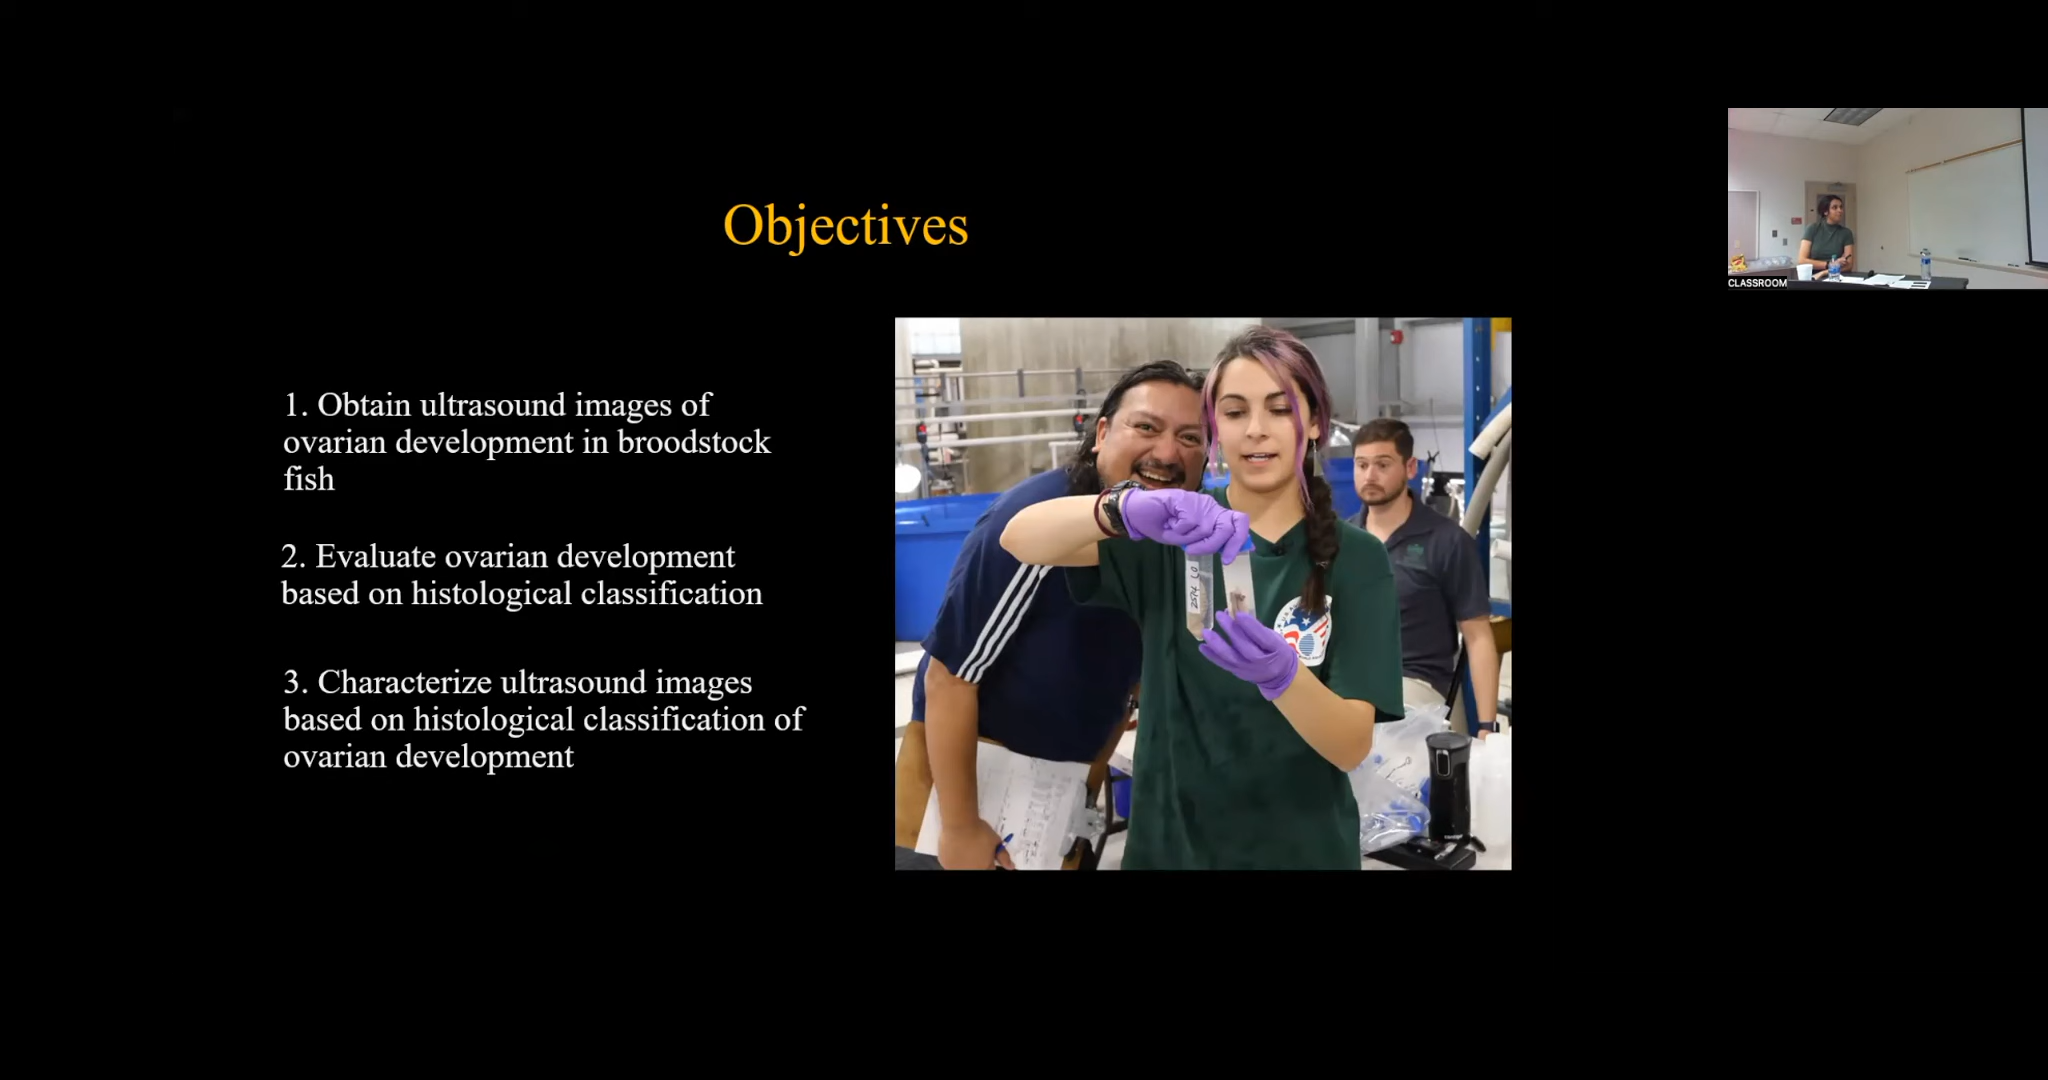 Objectives
CLASSROOM
1. Obtain ultrasound images of
ovarian development in broodstock
fish
2. Evaluate ovarian development
based on histological classification
3. Characterize ultrasound images
based on histological classification of
ovarian development